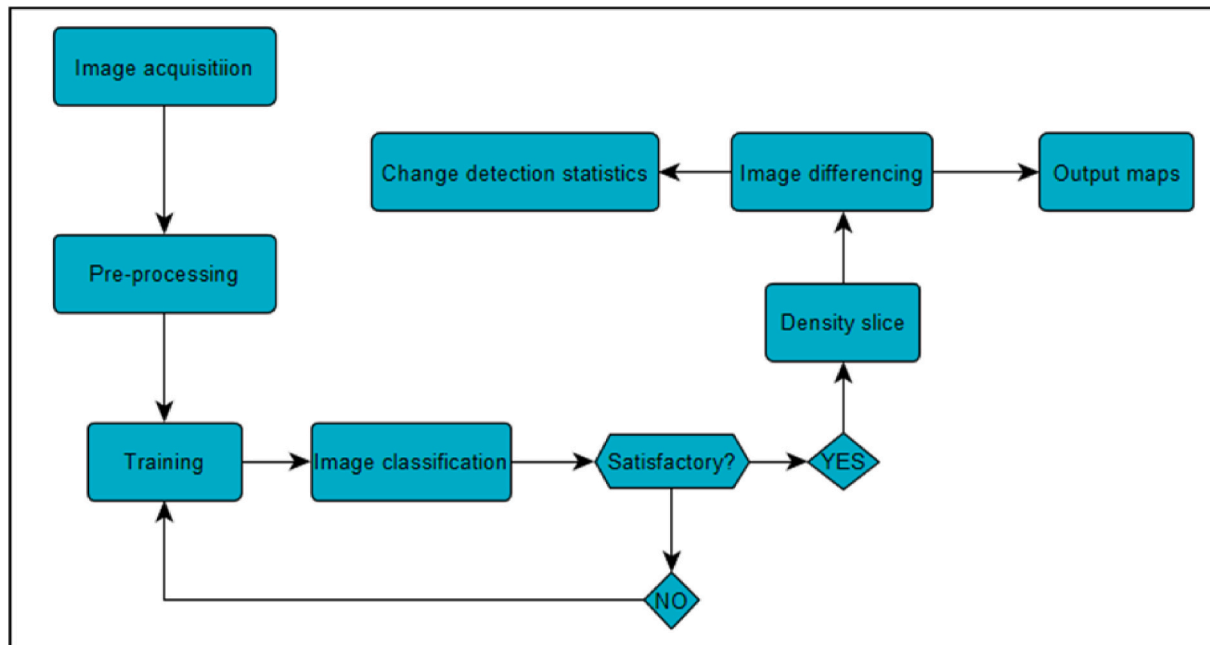 Image acquisitiion
Change detection statistics
Image differencing
Output maps
Pre-processing
Density slice
Training
Image classification
Satisfactory?
YES
NO